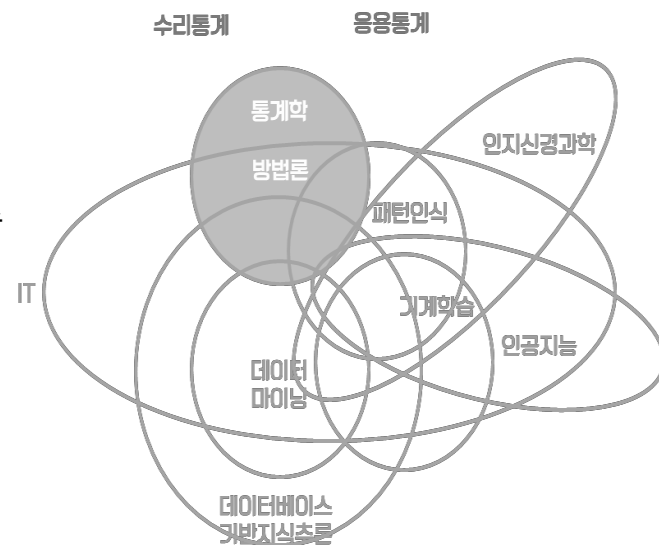 수리통계
응용통계
통계학
방법론
인지신경과학
패턴인식
IT
기계학습
인공지능
데이터
마이닝
데이터베이스
기반지식추론